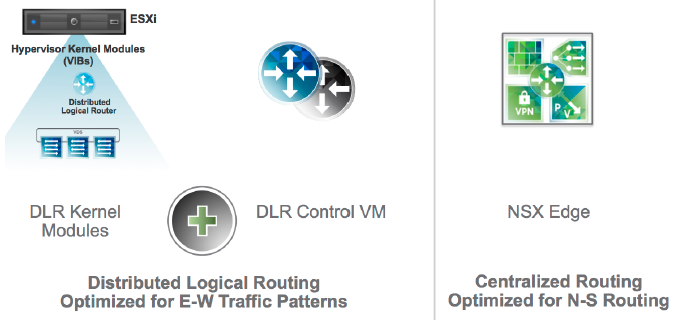 ESXi
Hypervisor Kernel Modules
(VIBs)
Distributed
Logical Router
VDS
VPN
P
V
DLR Kernel
Modules
DLR Control VM
NSX Edge
Distributed Logical Routing
Optimized for E-W Traffic Patterns
Centralized Routing
Optimized for N-S Routing